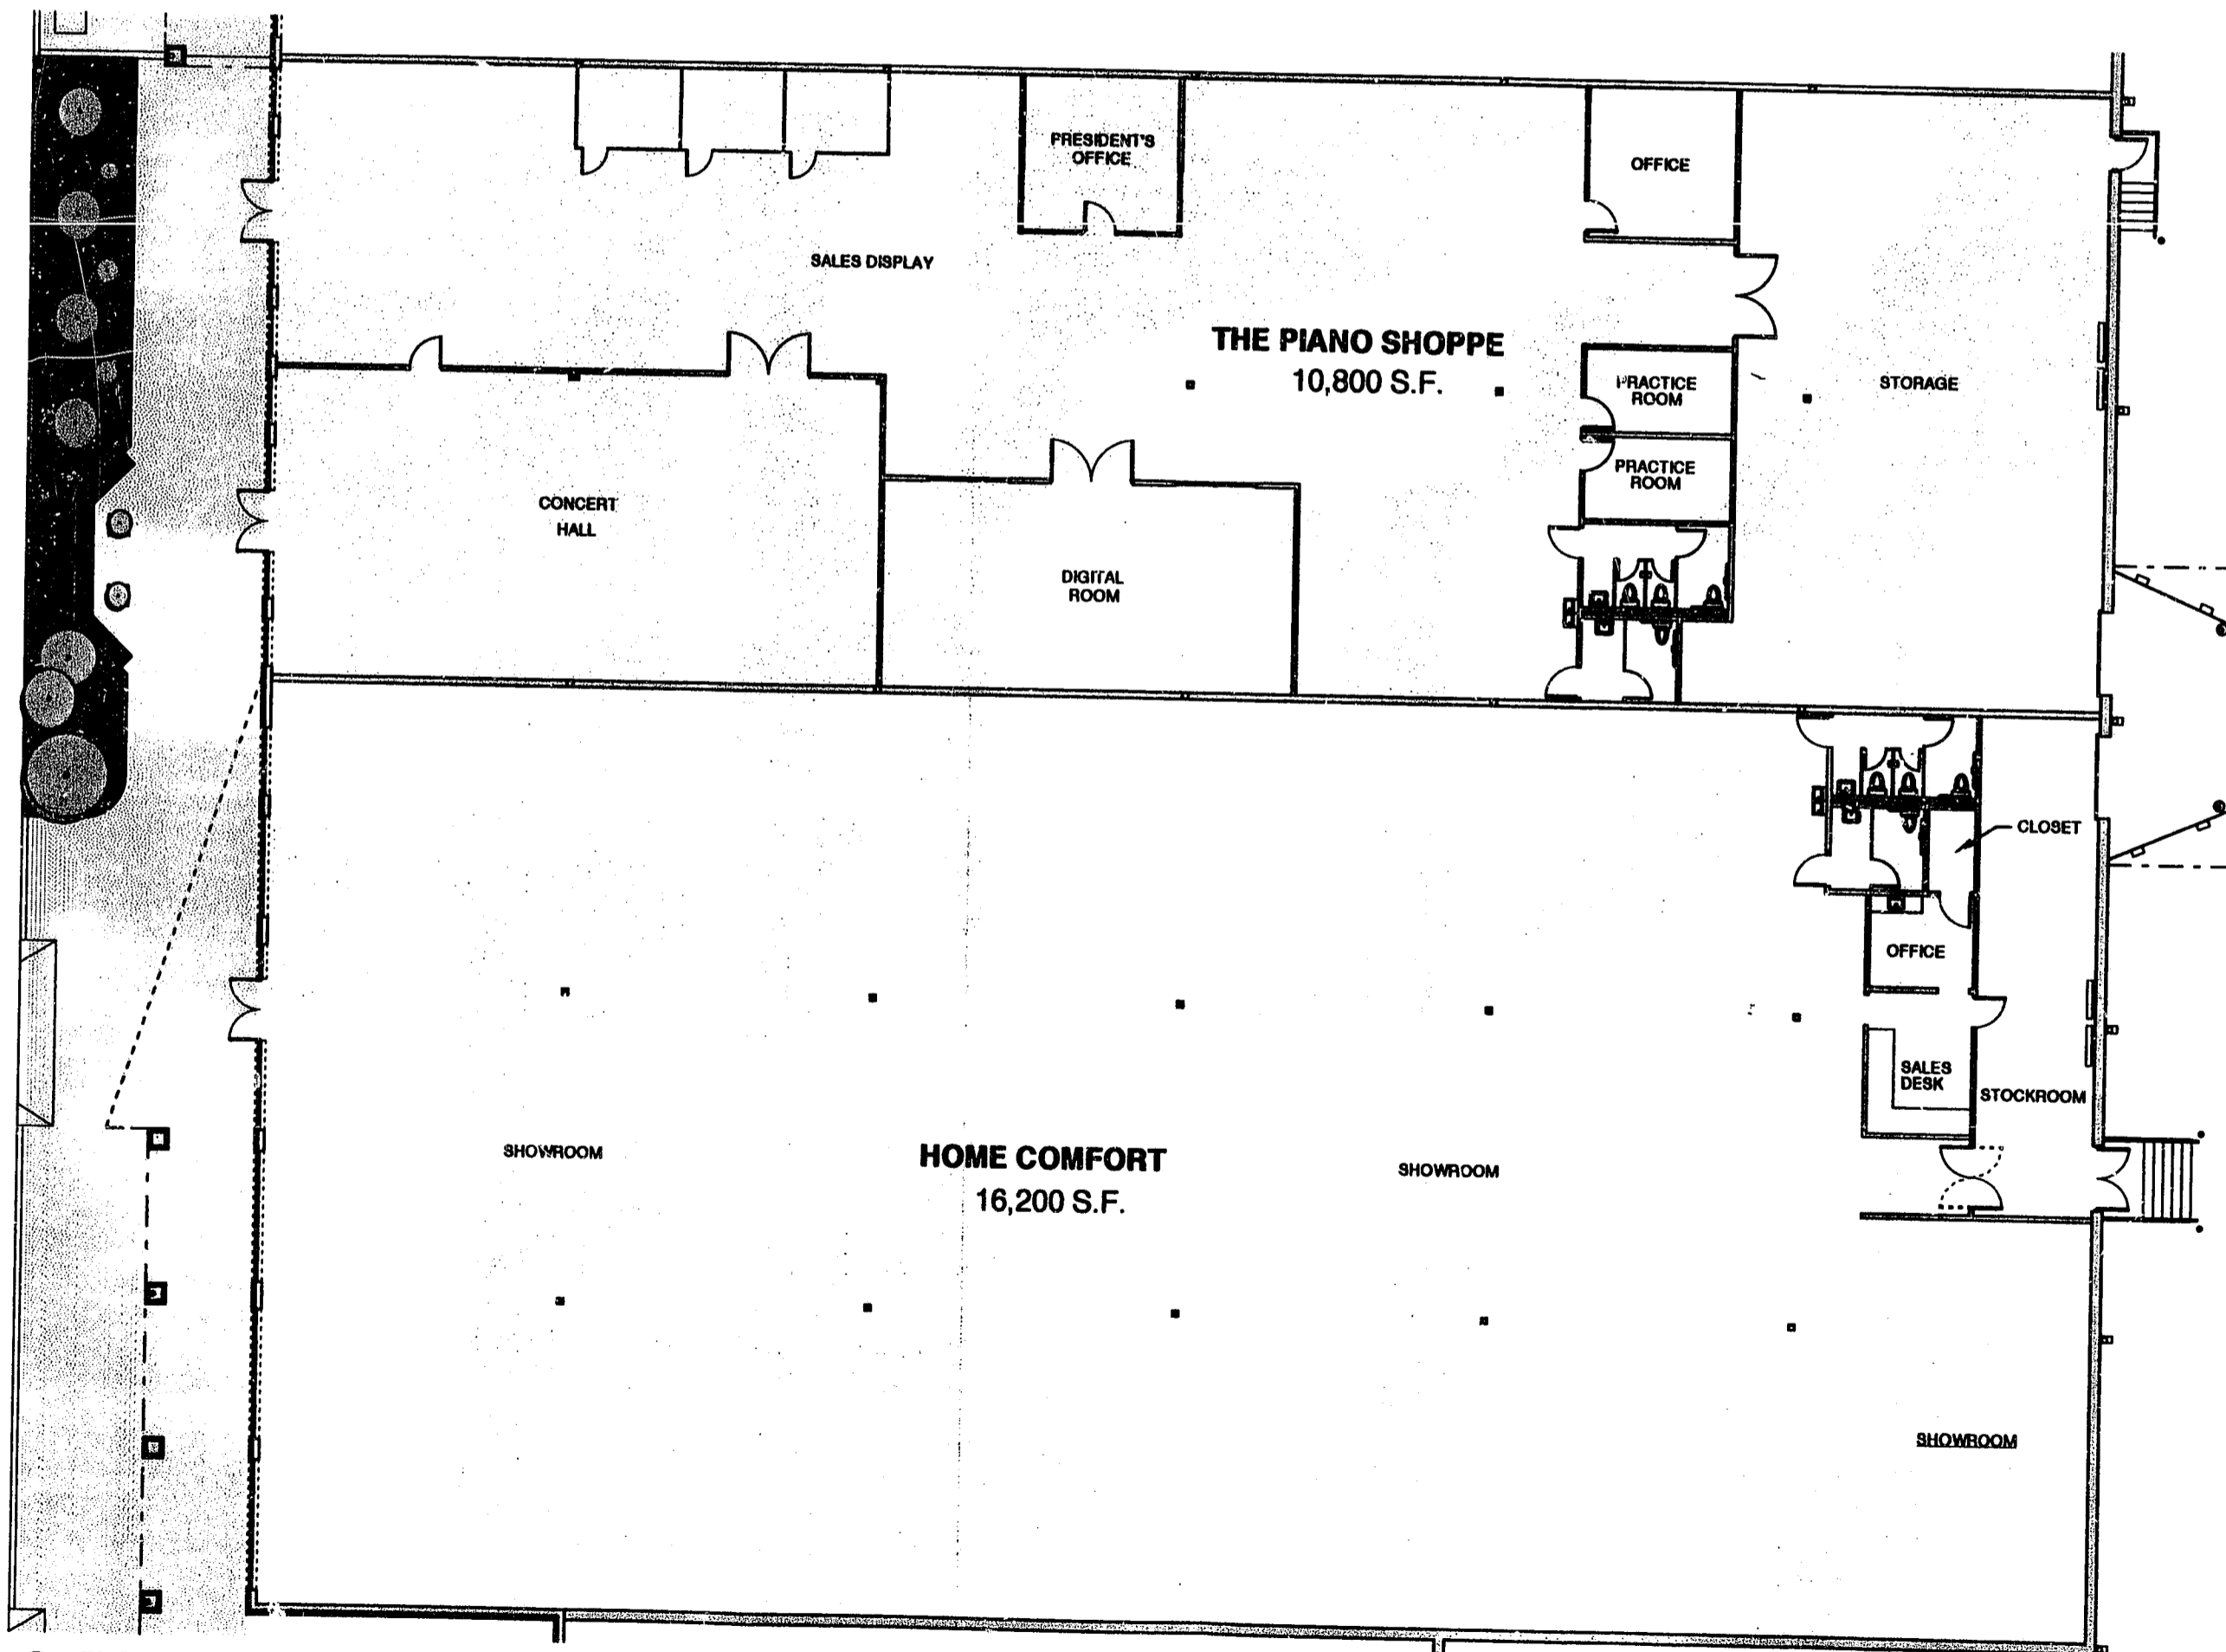 PRESIDENT'S
OFFICE
OFFICE
SALES DISPLAY
THE PIANO SHOPPE
10,800 S.F.
PRACTICE
ROOM
STORAGE
PRACTICE
ROOM
CONCERT
HALL
DIGITAL
ROOM
CLOSET
OFFICE
SALES
DESK
STOCKROOM
SHOWROOM
HOME COMFORT
16,200 S.F.
SHOWROOM
SHOWROOM